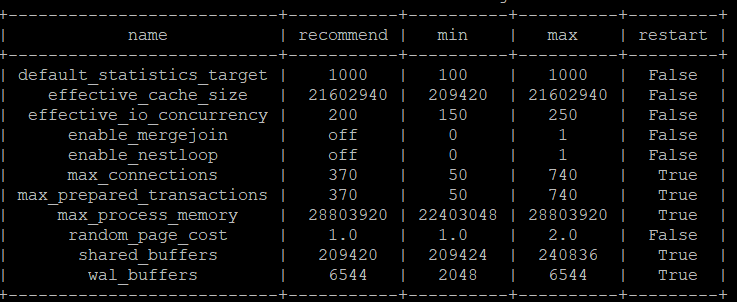 +----------------------------+-----------+----------+----------+---------+
| name | recommend | min | max | restart |
+----------------------------+-----------+----------+----------+---------+
| default_statistics_target | 1000 | 100 | 1000 | False |
| effective_cache_size | 21602940 | 209420 | 21602940 | False |
| effective_io_concurrency | 200 | 150 | 250 | False |
| enable_mergejoin | off | 0 | 1 | False |
| enable_nestloop | off | 0 | 1 | False |
| max_connections | 370 | 50 | 740 | True |
| max_prepared_transactions | 370 | 50 | 740 | True |
| max_process_memory | 28803920 | 22403048 | 28803920 | True |
| random_page_cost | 1.0 | 1.0 | 2.0 | False |
| shared_buffers | 209420 | 209424 | 240836 | True |
| wal_buffers | 6544 | 2048 | 6544 | True |
+----------------------------+-----------+----------+----------+---------+